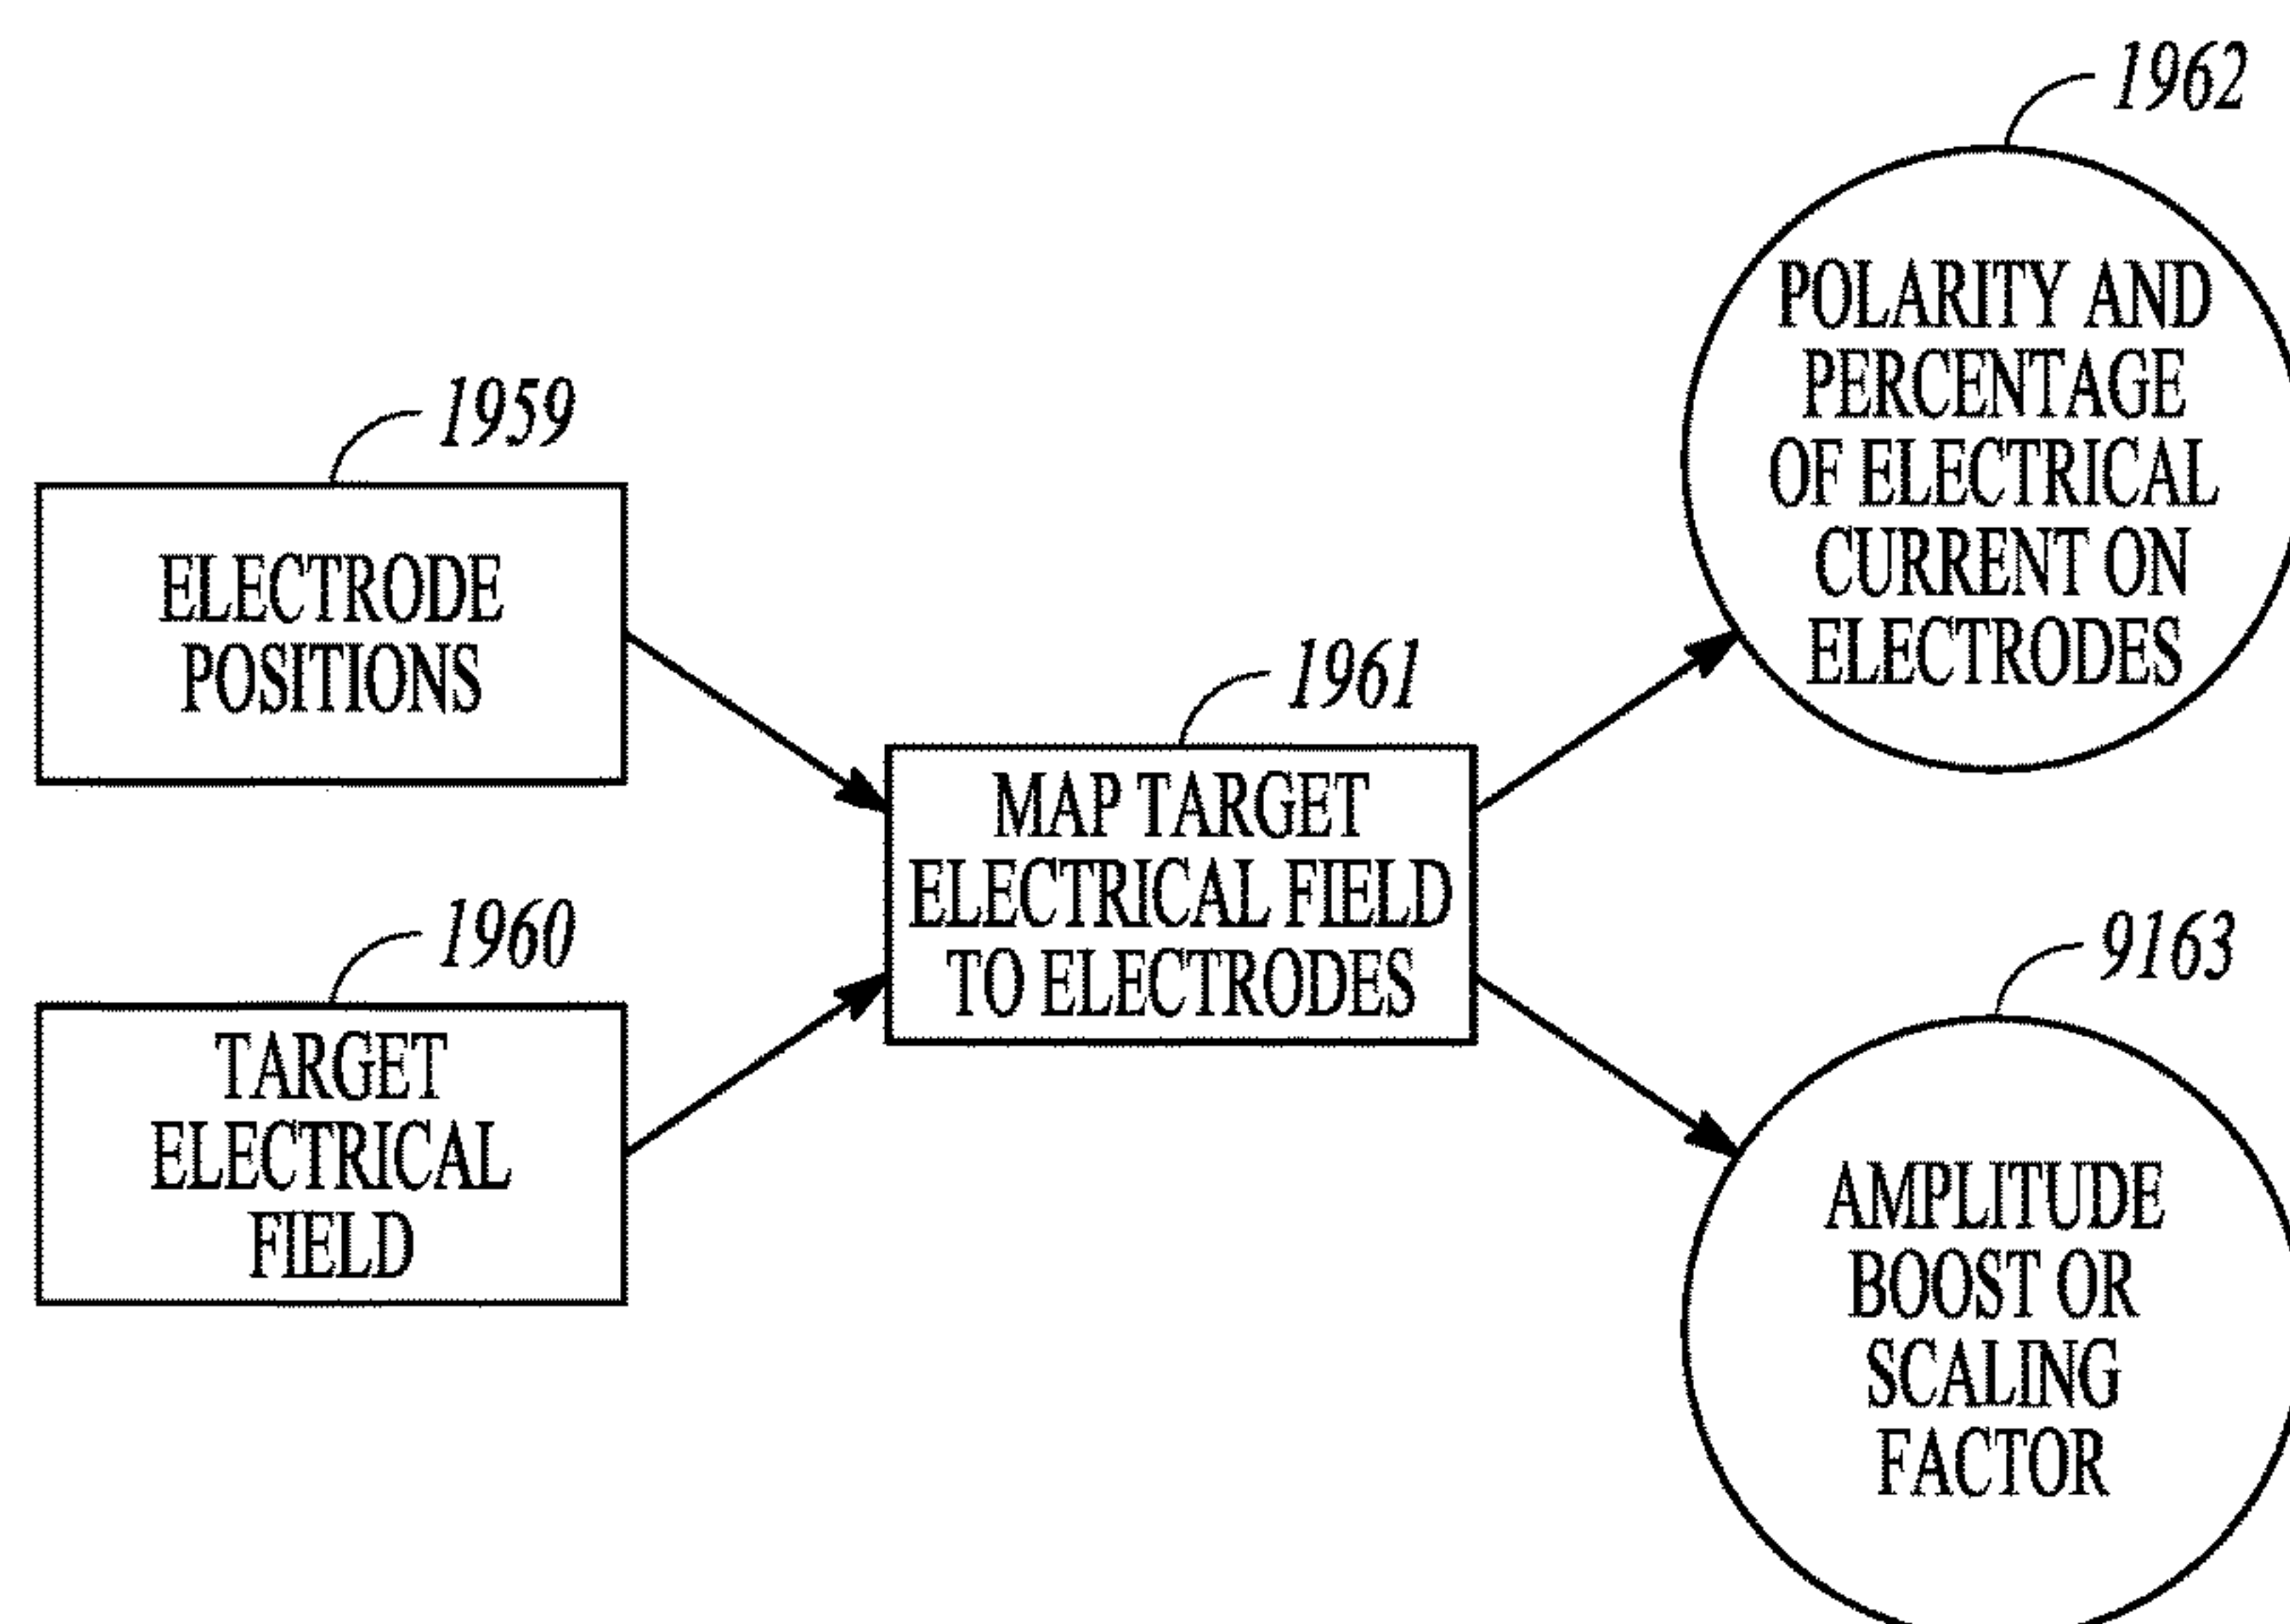 1959
ELECTRODE
POSITIONS
1960
TARGET
ELECTRICAL
FIELD
1961
MAP TARGET
ELECTRICAL FIELD
TO ELECTRODES
1962
POLARITY AND
PERCENTAGE
OF ELECTRICAL
CURRENT ON
ELECTRODES
9163
AMPLITUDE
BOOST OR
SCALING
FACTOR